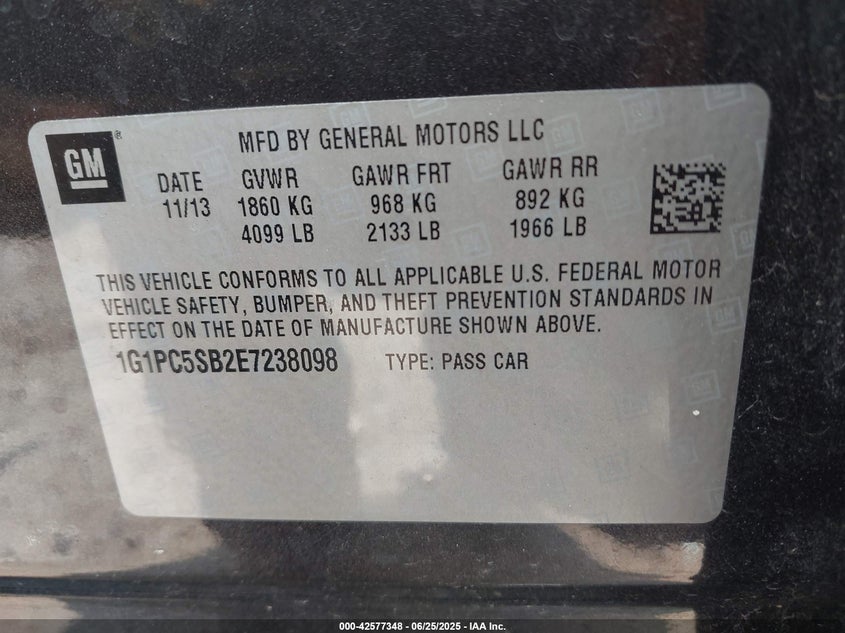 GM ®
MFD BY GENERAL MOTORS LLC
DATE GVWR GAWR FRT GAWR RR
11/13 1860 KG 968 KG 892 KG
4099 LB 2133 LB 1966 LB
THIS VEHICLE CONFORMS TO ALL APPLICABLE U.S. FEDERAL MOTOR
VEHICLE SAFETY, BUMPER, AND THEFT PREVENTION STANDARDS IN
EFFECT ON THE DATE OF MANUFACTURE SHOWN ABOVE.
1G1PC5SB2E7238098 TYPE: PASS CAR
000-42577348 - 06/25/2025 - IAA Inc.